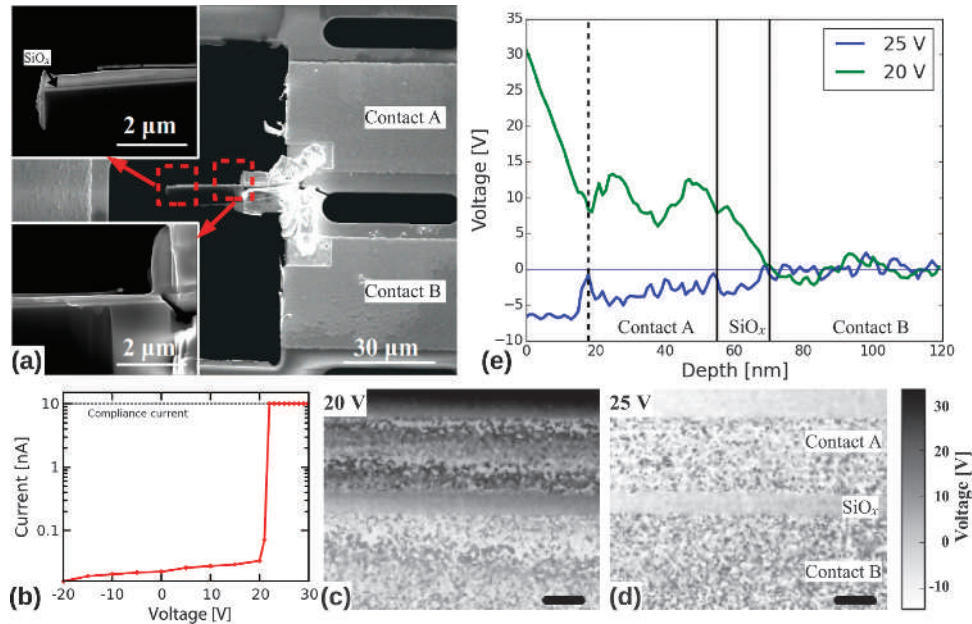 SiOₓ
2 μm
Contact A
Contact B
2 μm
30 μm
(a)
35
30
25
20
15
10
5
0
−5
−10
Voltage [V]
25 V
20 V
Contact A
SiOₓ
Contact B
0
20
40
60
80
100
120
Depth [nm]
(e)
10
1
0.1
Current [nA]
Compliance current
-20
-10
0
10
20
30
Voltage [V]
(b)
20 V
(c)
25 V
Contact A
SiOₓ
Contact B
(d)
30
20
10
0
−10
Voltage [V]